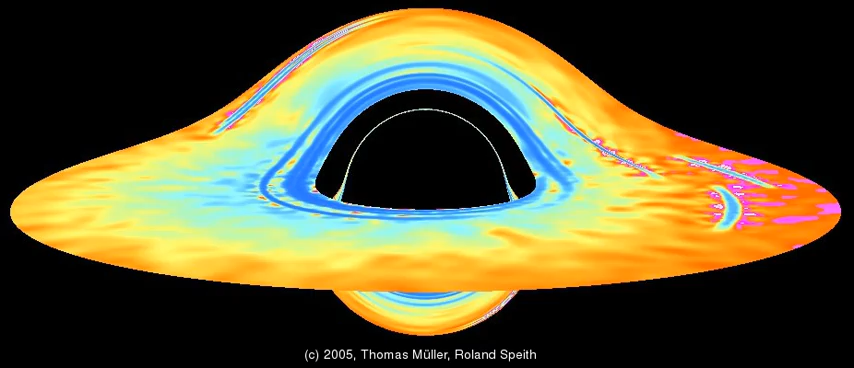 (c) 2005, Thomas Müller, Roland Speith